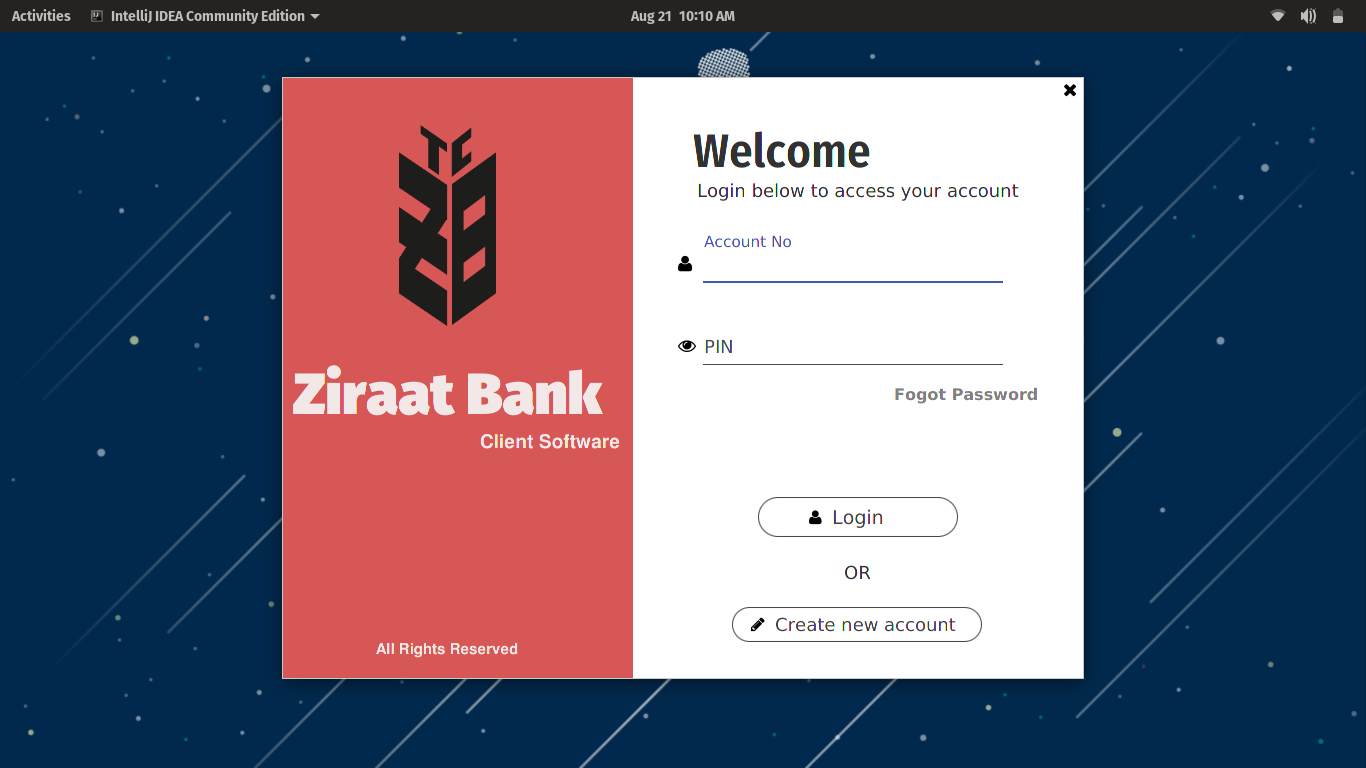 Activities IntelliJ IDEA Community Edition Aug 21 10:10 AM
TC
Ziraat Bank
Client Software
All Rights Reserved
Welcome
Login below to access your account
Account No
PIN
Fogot Password
Login
OR
Create new account